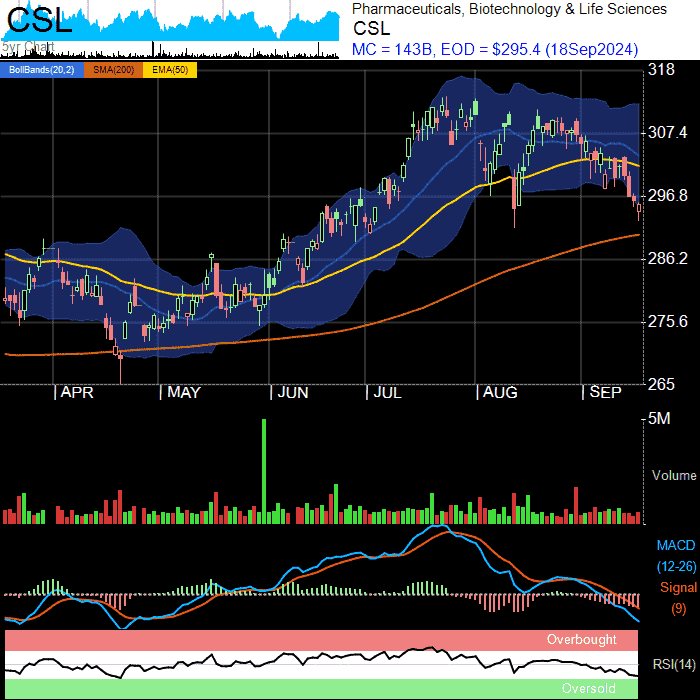 CSL
5yr Chart
Pharmaceuticals, Biotechnology & Life Sciences
CSL
MC = 143B, EOD = $295.4 (18Sep2024)
BollBands(20,2) SMA(200) EMA(50)
318
307.4
296.8
286.2
275.6
265
APR MAY JUN JUL AUG SEP
5M
Volume
MACD
(12-26)
Signal
(9)
Overbought
RSI(14)
Oversold